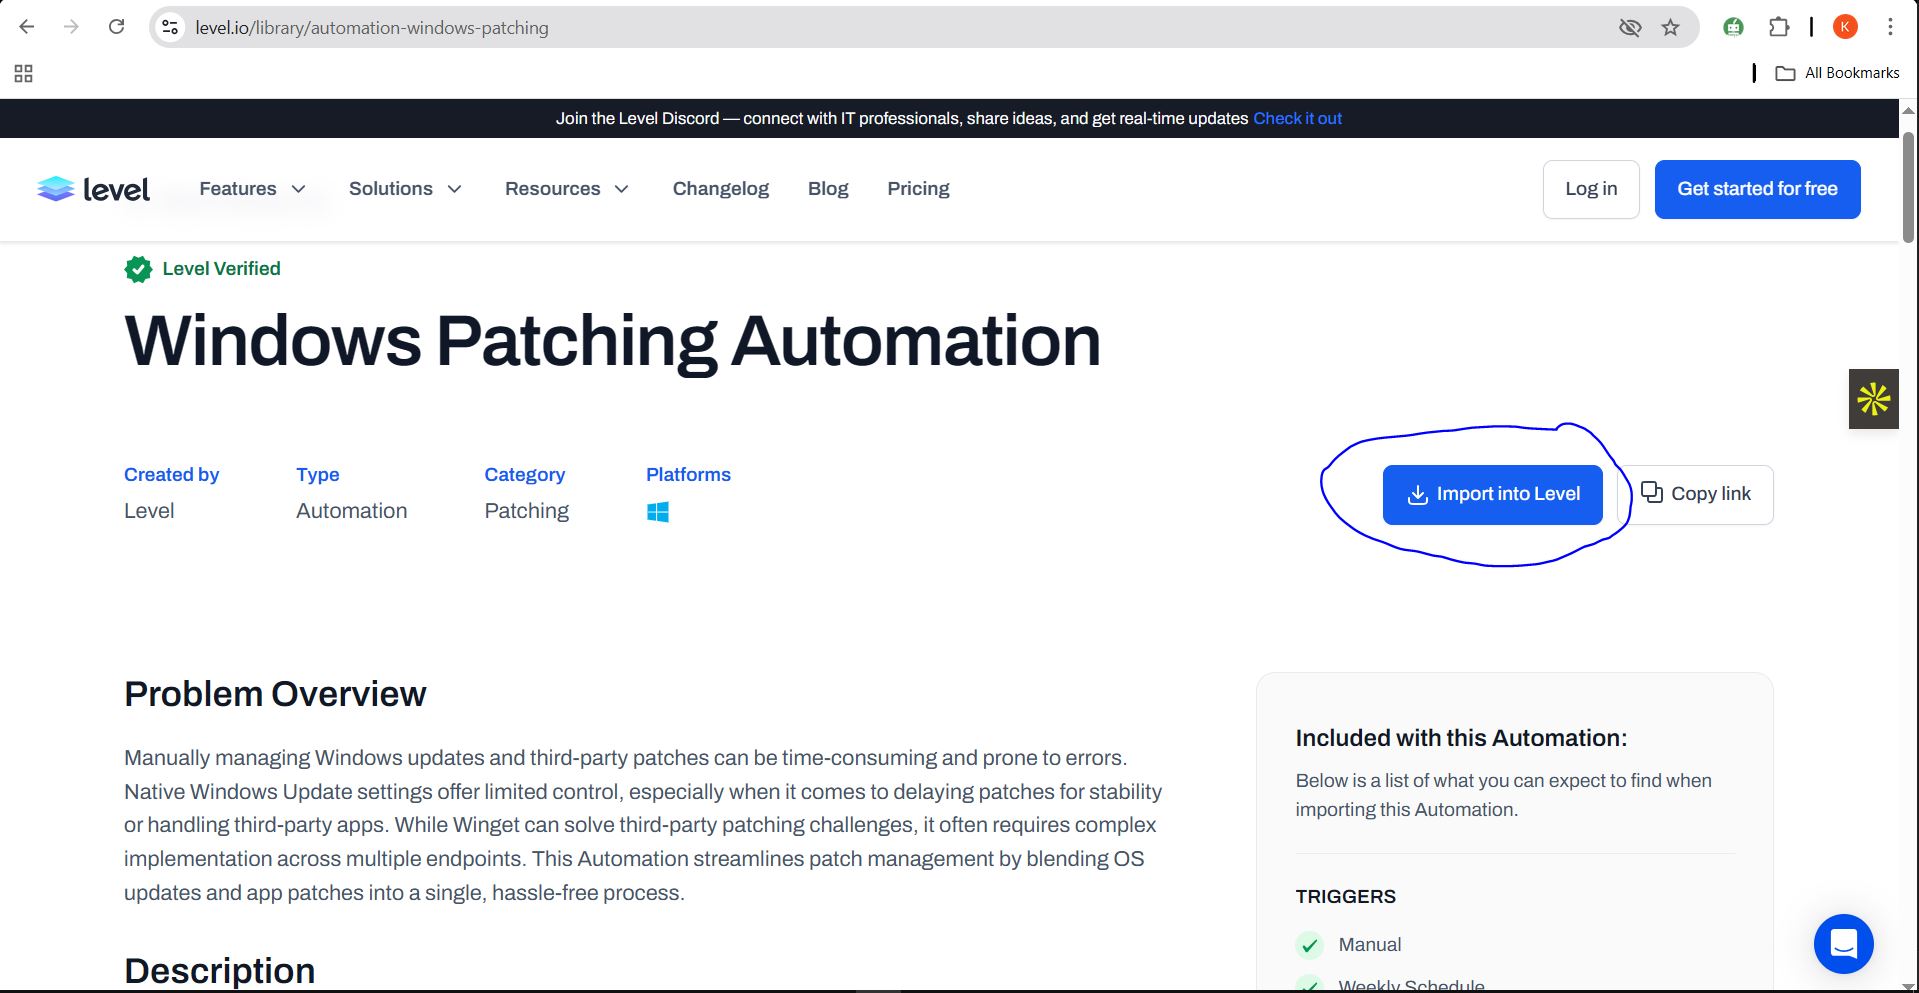 level.io/library/automation-windows-patching
K
All Bookmarks
Join the Level Discord — connect with IT professionals, share ideas, and get real-time updates Check it out
level
Features
Solutions
Resources
Changelog
Blog
Pricing
Log in
Get started for free
Level Verified
Windows Patching Automation
Created by
Level
Type
Automation
Category
Patching
Platforms
Import into Level
Copy link
Problem Overview
Manually managing Windows updates and third-party patches can be time-consuming and prone to errors.
Native Windows Update settings offer limited control, especially when it comes to delaying patches for stability
or handling third-party apps. While Winget can solve third-party patching challenges, it often requires complex
implementation across multiple endpoints. This Automation streamlines patch management by blending OS
updates and app patches into a single, hassle-free process.
Description
Included with this Automation:
Below is a list of what you can expect to find when
importing this Automation.
TRIGGERS
Manual
Weekly Schedule